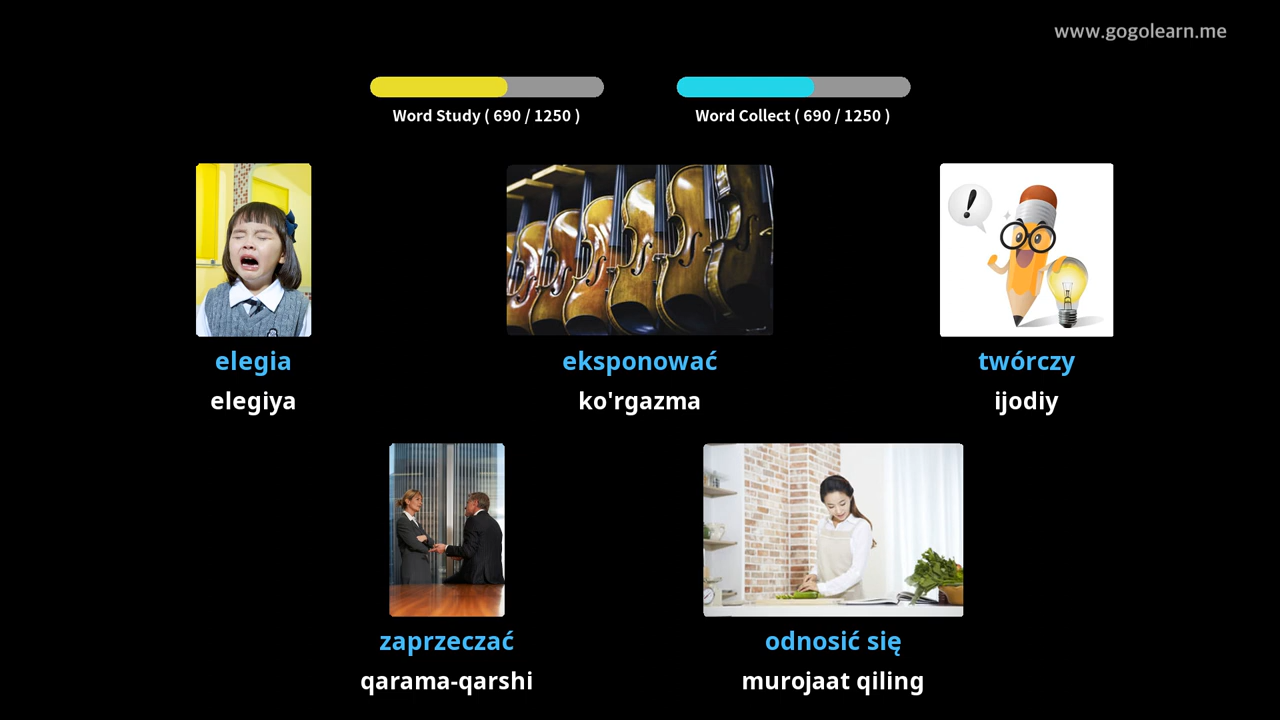 www.gogolearn.me
Word Study ( 690 / 1250 )
Word Collect ( 690 / 1250 )
elegia
elegiya
eksponować
ko'rgazma
twórczy
ijodiy
zaprzeczać
qarama-qarshi
odnosić się
murojaat qiling